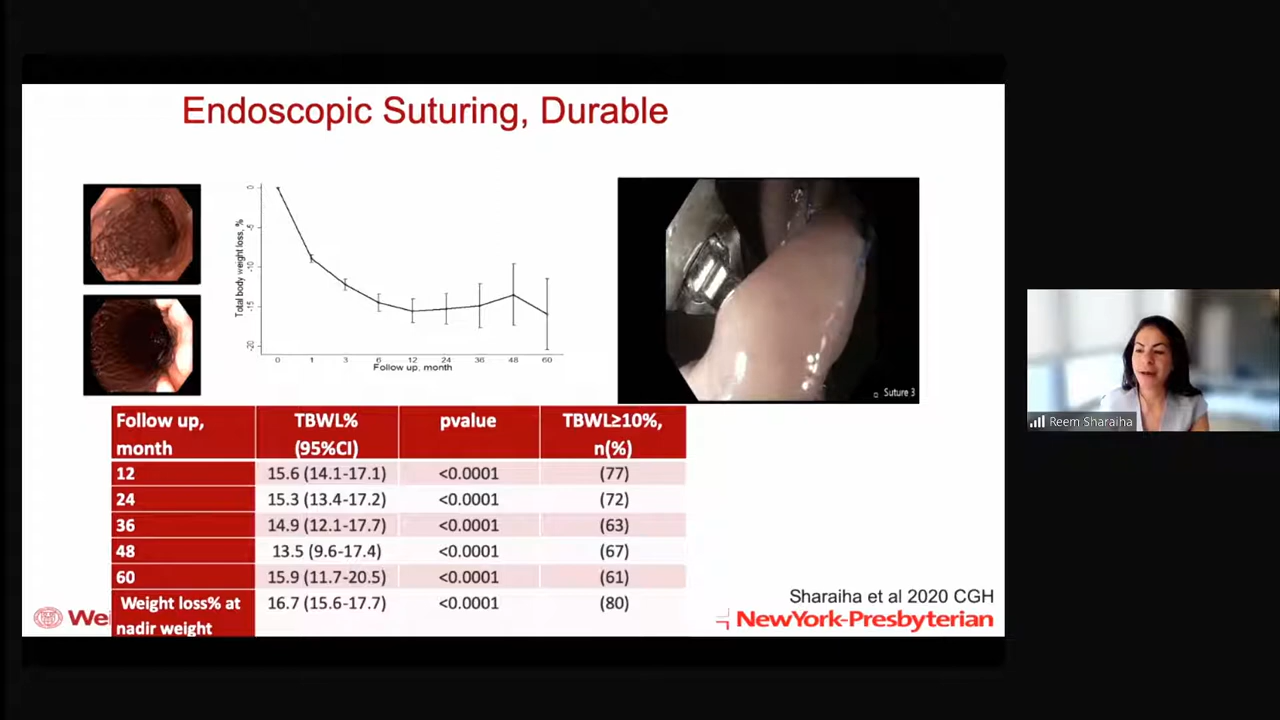 Endoscopic Suturing, Durable
Total body weight loss, %
0
-5
-10
-15
-20
0 1 3 6 12 24 36 48 60
Follow up, month
Suture 3
Follow up, month TBWL% (95%CI) pvalue TBWL≥10%, n(%)
12 15.6 (14.1-17.1) <0.0001 (77)
24 15.3 (13.4-17.2) <0.0001 (72)
36 14.9 (12.1-17.7) <0.0001 (63)
48 13.5 (9.6-17.4) <0.0001 (67)
60 15.9 (11.7-20.5) <0.0001 (61)
Weight loss% at nadir weight 16.7 (15.6-17.7) <0.0001 (80)
Wei
Sharaiha et al 2020 CGH
NewYork-Presbyterian
Reem Sharaiha